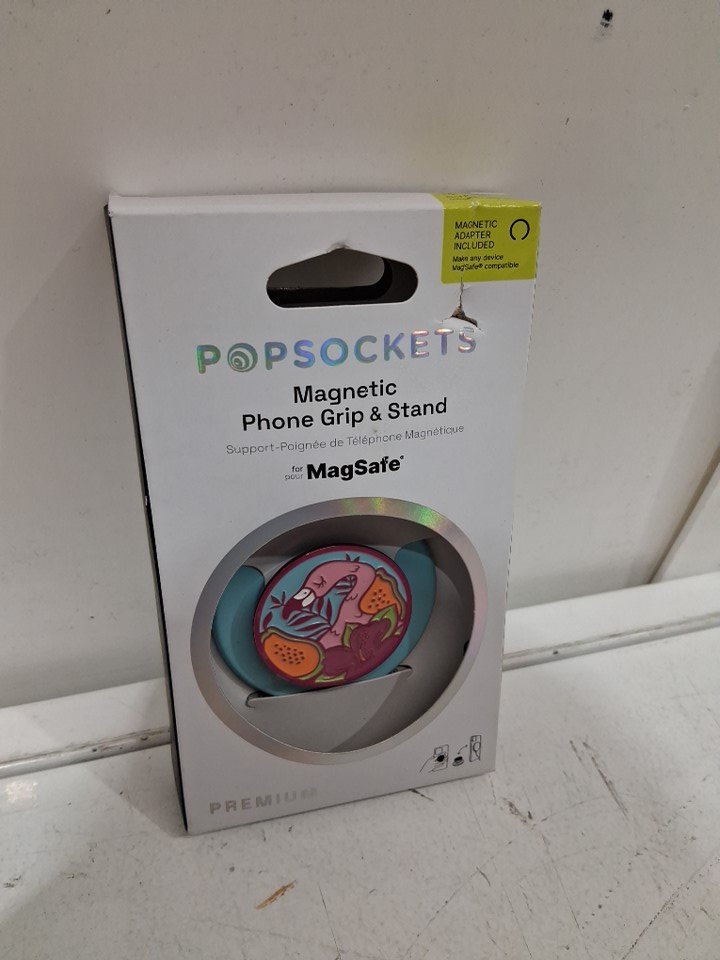 MAGNETIC
ADAPTER
INCLUDED
Make any device
MagSafe® compatible
POPSOCKETS
Magnetic
Phone Grip & Stand
Support-Poignée de Téléphone Magnétique
for
pour
MagSafe®
PREMIUM